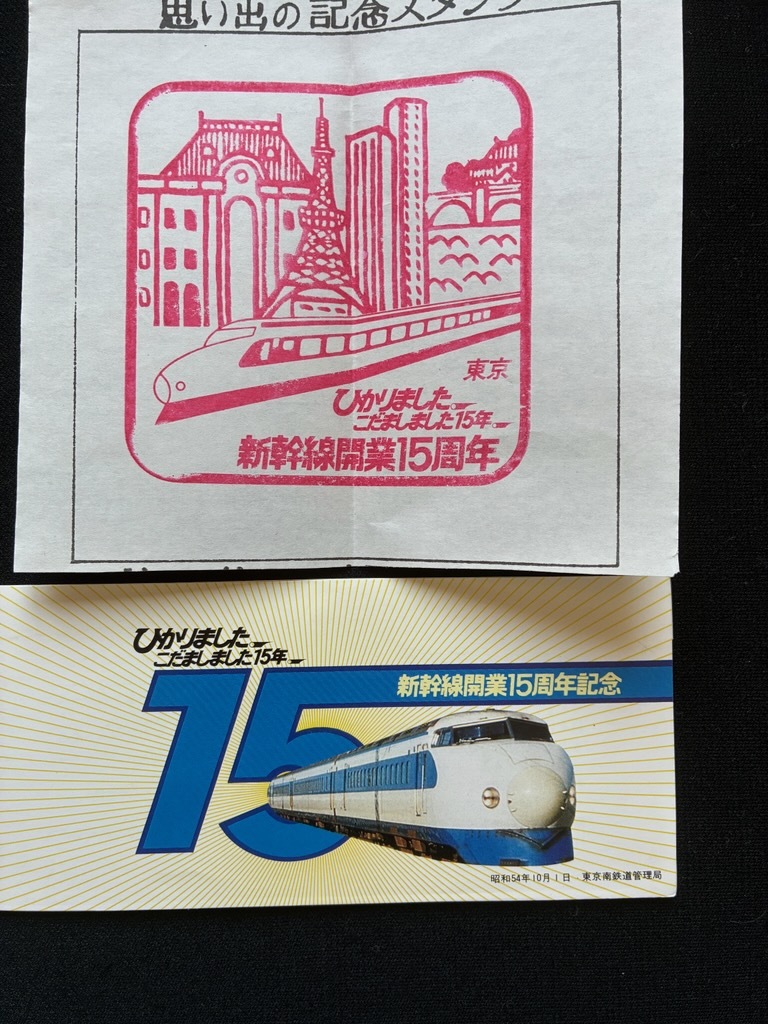 思い出の記念スタンプ
東京
ひかりました
こだましました15年
新幹線開業15周年
ひかりました
こだましました15年
15
新幹線開業15周年記念
昭和54年10月1日・東京南鉄道管理局